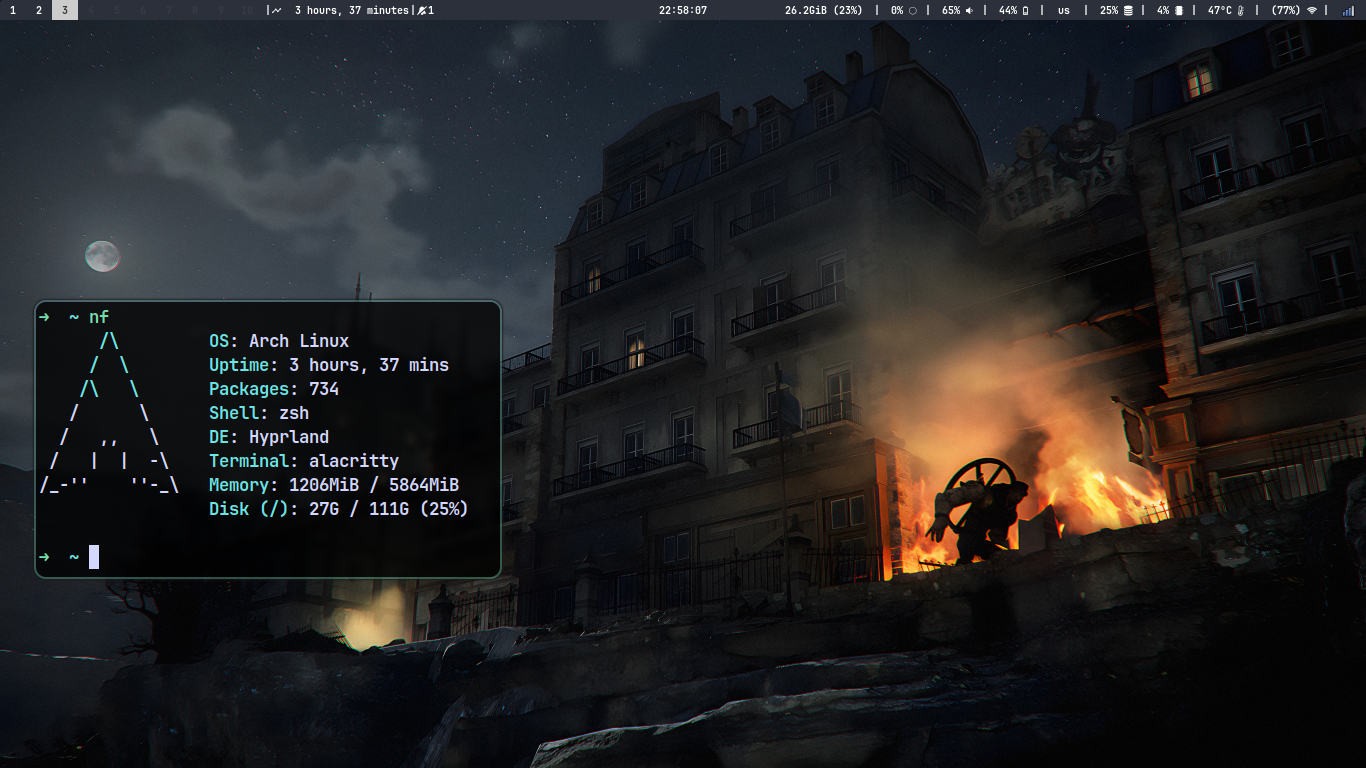 1 2 3 4 5 6 7 8 9 10 | 3 hours, 37 minutes| 1 22:58:07 26.2GiB (23%) | 0% | 65% | 44% | us | 25% | 4% | 47°C | (77%) |
→ ~ nf
/\ OS: Arch Linux
/ \ Uptime: 3 hours, 37 mins
/\ \ Packages: 734
/ \ Shell: zsh
/ ,, \ DE: Hyprland
/ | | -\ Terminal: alacritty
/_-'' ''-_\ Memory: 1206MiB / 5864MiB
Disk (/): 27G / 111G (25%)
→ ~